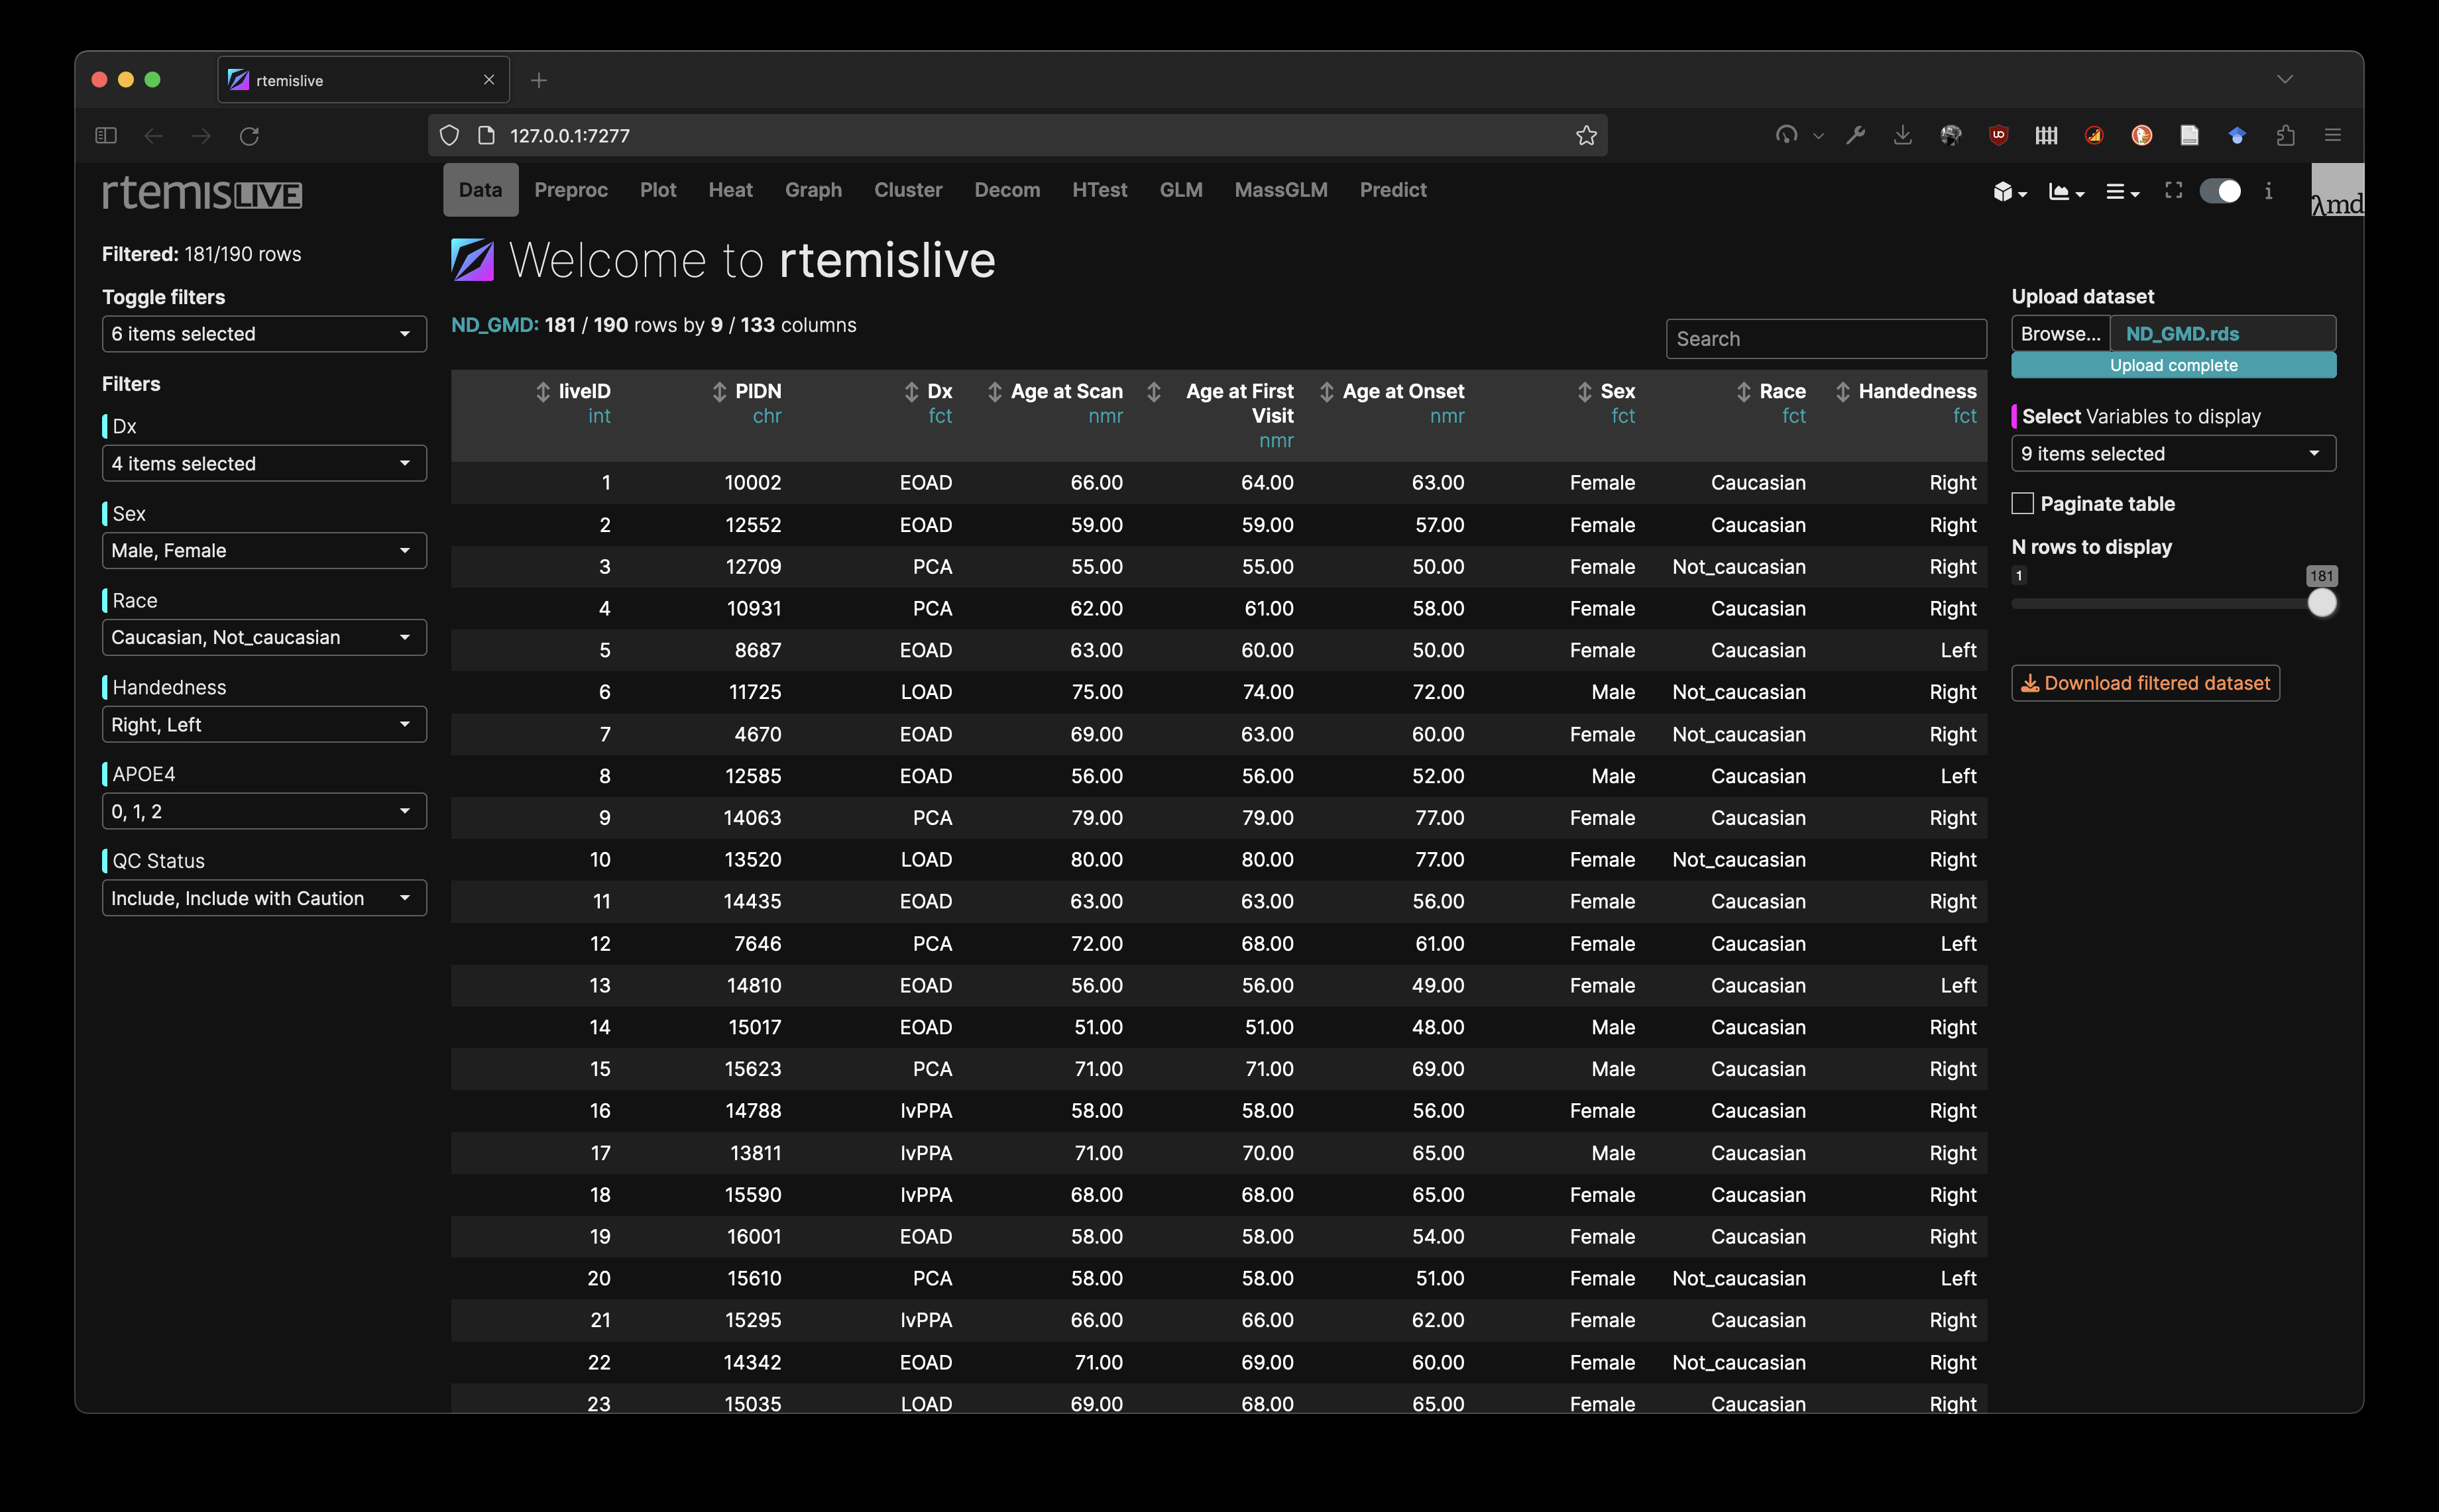 rtemislive
127.0.0.1:7277
rtemisLIVE
Data Preproc Plot Heat Graph Cluster Decom HTest GLM MassGLM Predict
λmd
Filtered: 181/190 rows
Toggle filters
6 items selected
Filters
Dx
4 items selected
Sex
Male, Female
Race
Caucasian, Not_caucasian
Handedness
Right, Left
APOE4
0, 1, 2
QC Status
Include, Include with Caution
Welcome to rtemislive
ND_GMD: 181 / 190 rows by 9 / 133 columns
Search
liveID PIDN Dx Age at Scan Age at First Age at Onset Sex Race Handedness
int chr fct nmr Visit nmr fct fct fct
nmr
1 10002 EOAD 66.00 64.00 63.00 Female Caucasian Right
2 12552 EOAD 59.00 59.00 57.00 Female Caucasian Right
3 12709 PCA 55.00 55.00 50.00 Female Not_caucasian Right
4 10931 PCA 62.00 61.00 58.00 Female Caucasian Right
5 8687 EOAD 63.00 60.00 50.00 Female Caucasian Left
6 11725 LOAD 75.00 74.00 72.00 Male Not_caucasian Right
7 4670 EOAD 69.00 63.00 60.00 Female Not_caucasian Right
8 12585 EOAD 56.00 56.00 52.00 Male Caucasian Left
9 14063 PCA 79.00 79.00 77.00 Female Caucasian Right
10 13520 LOAD 80.00 80.00 77.00 Female Not_caucasian Right
11 14435 EOAD 63.00 63.00 56.00 Female Caucasian Right
12 7646 PCA 72.00 68.00 61.00 Female Caucasian Left
13 14810 EOAD 56.00 56.00 49.00 Female Caucasian Left
14 15017 EOAD 51.00 51.00 48.00 Male Caucasian Right
15 15623 PCA 71.00 71.00 69.00 Male Caucasian Right
16 14788 lvPPA 58.00 58.00 56.00 Female Caucasian Right
17 13811 lvPPA 71.00 70.00 65.00 Male Caucasian Right
18 15590 lvPPA 68.00 68.00 65.00 Female Caucasian Right
19 16001 EOAD 58.00 58.00 54.00 Female Caucasian Right
20 15610 PCA 58.00 58.00 51.00 Female Not_caucasian Left
21 15295 lvPPA 66.00 66.00 62.00 Female Caucasian Right
22 14342 EOAD 71.00 69.00 60.00 Female Not_caucasian Right
23 15035 LOAD 69.00 68.00 65.00 Female Caucasian Right
Upload dataset
Browse... ND_GMD.rds
Upload complete
Select Variables to display
9 items selected
Paginate table
N rows to display
1 181
Download filtered dataset